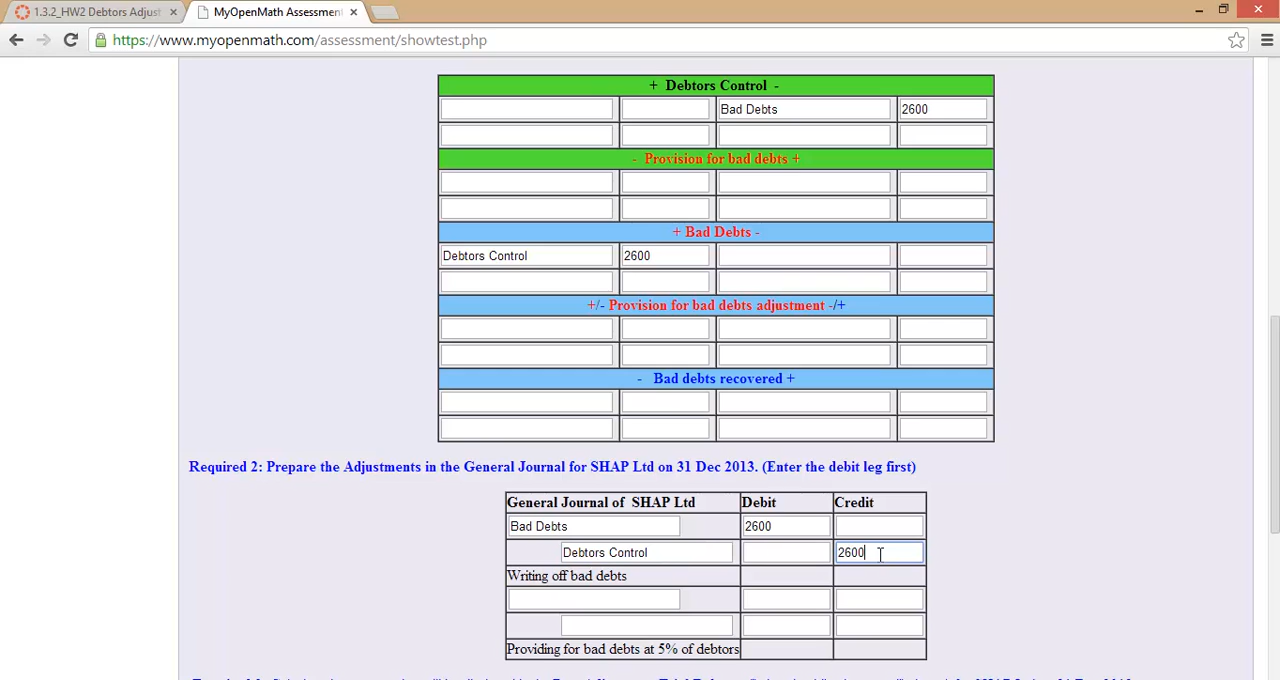 1.3.2_HW2 Debtors Adjust
MyOpenMath Assessmen
https://www.myopenmath.com/assessment/showtest.php
+ Debtors Control -
Bad Debts 2600
- Provision for bad debts +
+ Bad Debts -
Debtors Control 2600
+/- Provision for bad debts adjustment -/+
- Bad debts recovered +
Required 2: Prepare the Adjustments in the General Journal for SHAP Ltd on 31 Dec 2013. (Enter the debit leg first)
General Journal of SHAP Ltd Debit Credit
Bad Debts 2600
Debtors Control 2600
Writing off bad debts
Providing for bad debts at 5% of debtors